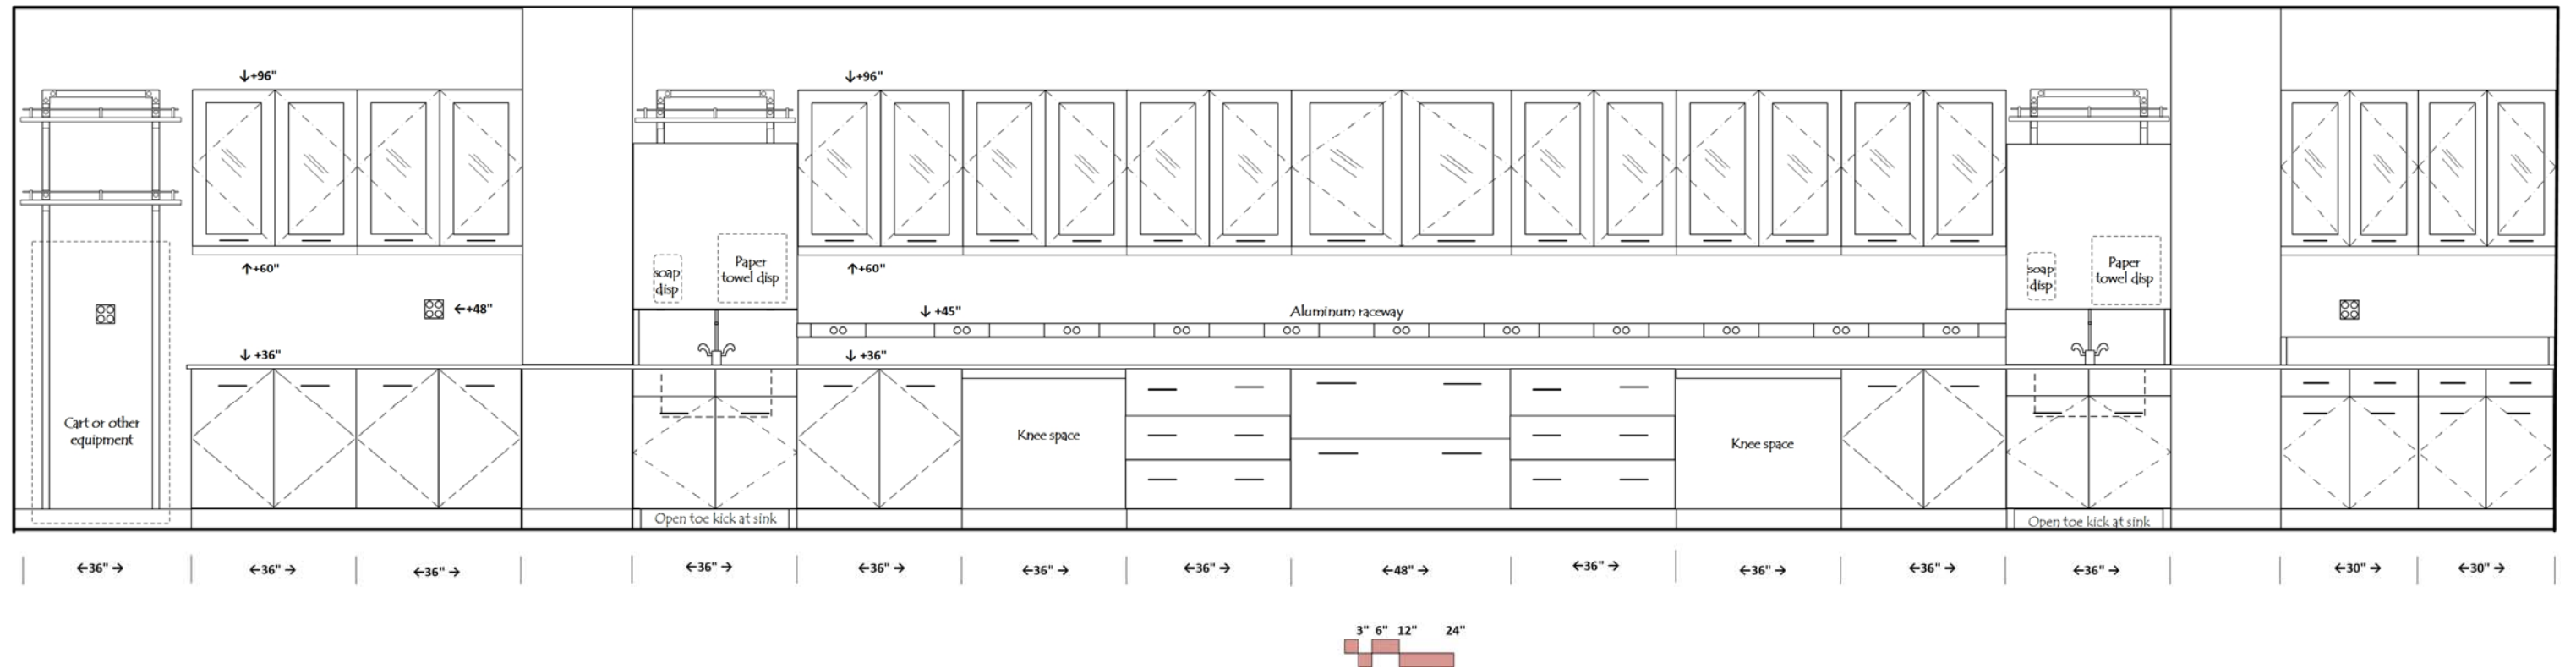 ↓+96"
↓+96"
soap
disp
Paper
towel disp
soap
disp
Paper
towel disp
↑+60"
↑+60"
←+48"
↓+45"
Aluminum raceway
↓ +36"
↓ +36"
Cart or other
equipment
Knee space
Knee space
Open toe kick at sink
Open toe kick at sink
←36" →
←36" →
←36" →
←36" →
←36" →
←36" →
←36" →
←48" →
←36" →
←36" →
←36" →
←36" →
←30" →
←30" →
3" 6" 12" 24"